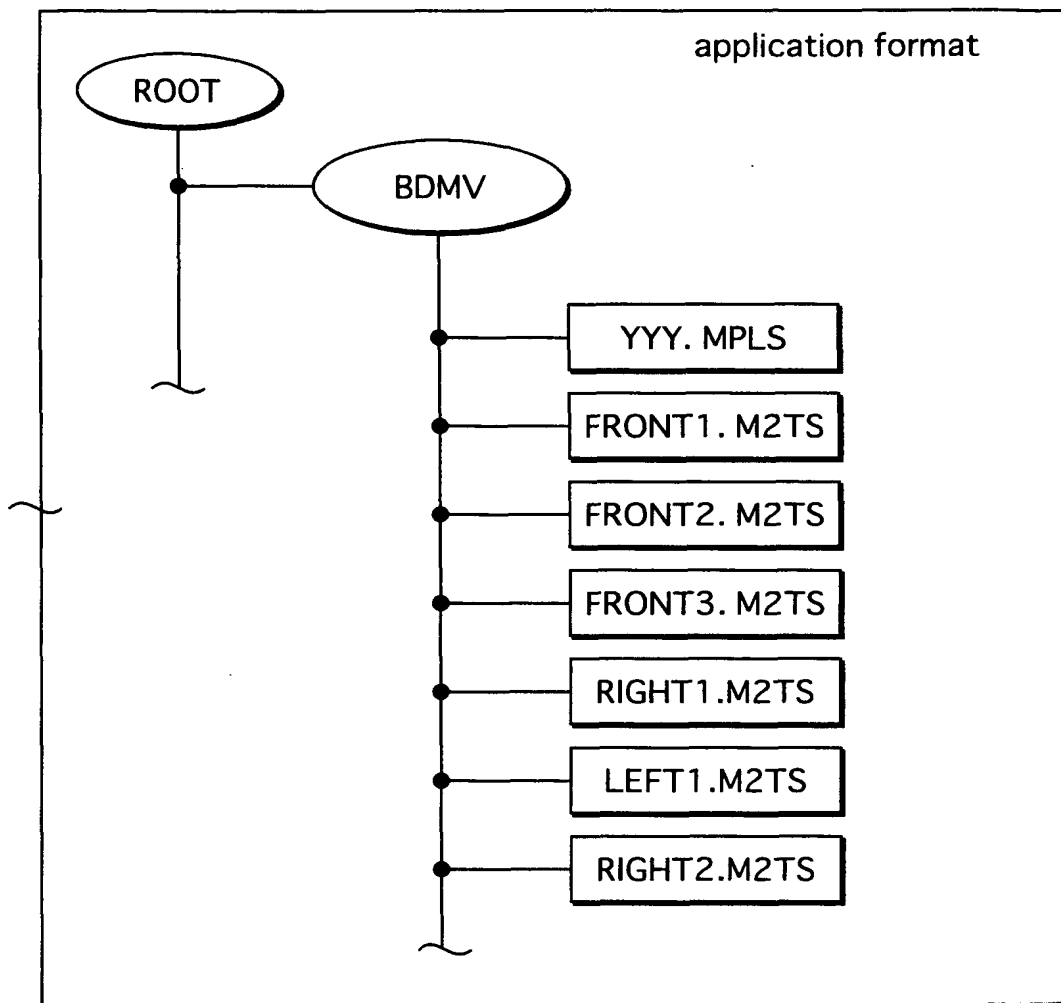 application format
ROOT
BDMV
YYY. MPLS
FRONT1. M2TS
FRONT2. M2TS
FRONT3. M2TS
RIGHT1.M2TS
LEFT1.M2TS
RIGHT2.M2TS